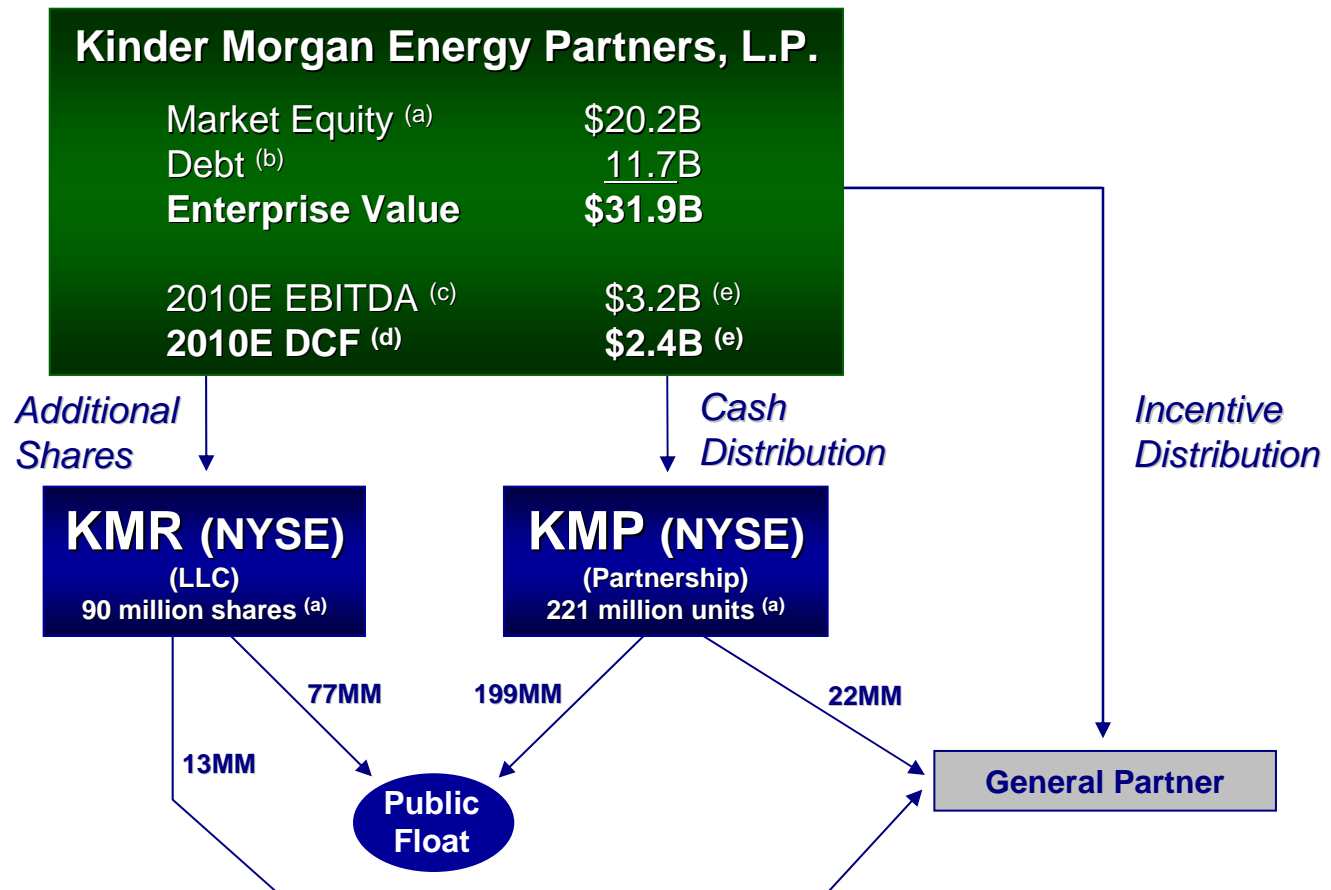 Kinder Morgan Energy Partners, L.P.
Market Equity (a) $20.2B
Debt (b) 11.7B
Enterprise Value $31.9B
2010E EBITDA (c) $3.2B (e)
2010E DCF (d) $2.4B (e)
Additional
Shares
Cash
Distribution
Incentive
Distribution
KMR (NYSE)
(LLC)
90 million shares (a)
KMP (NYSE)
(Partnership)
221 million units (a)
77MM
199MM
22MM
13MM
Public
Float
General Partner